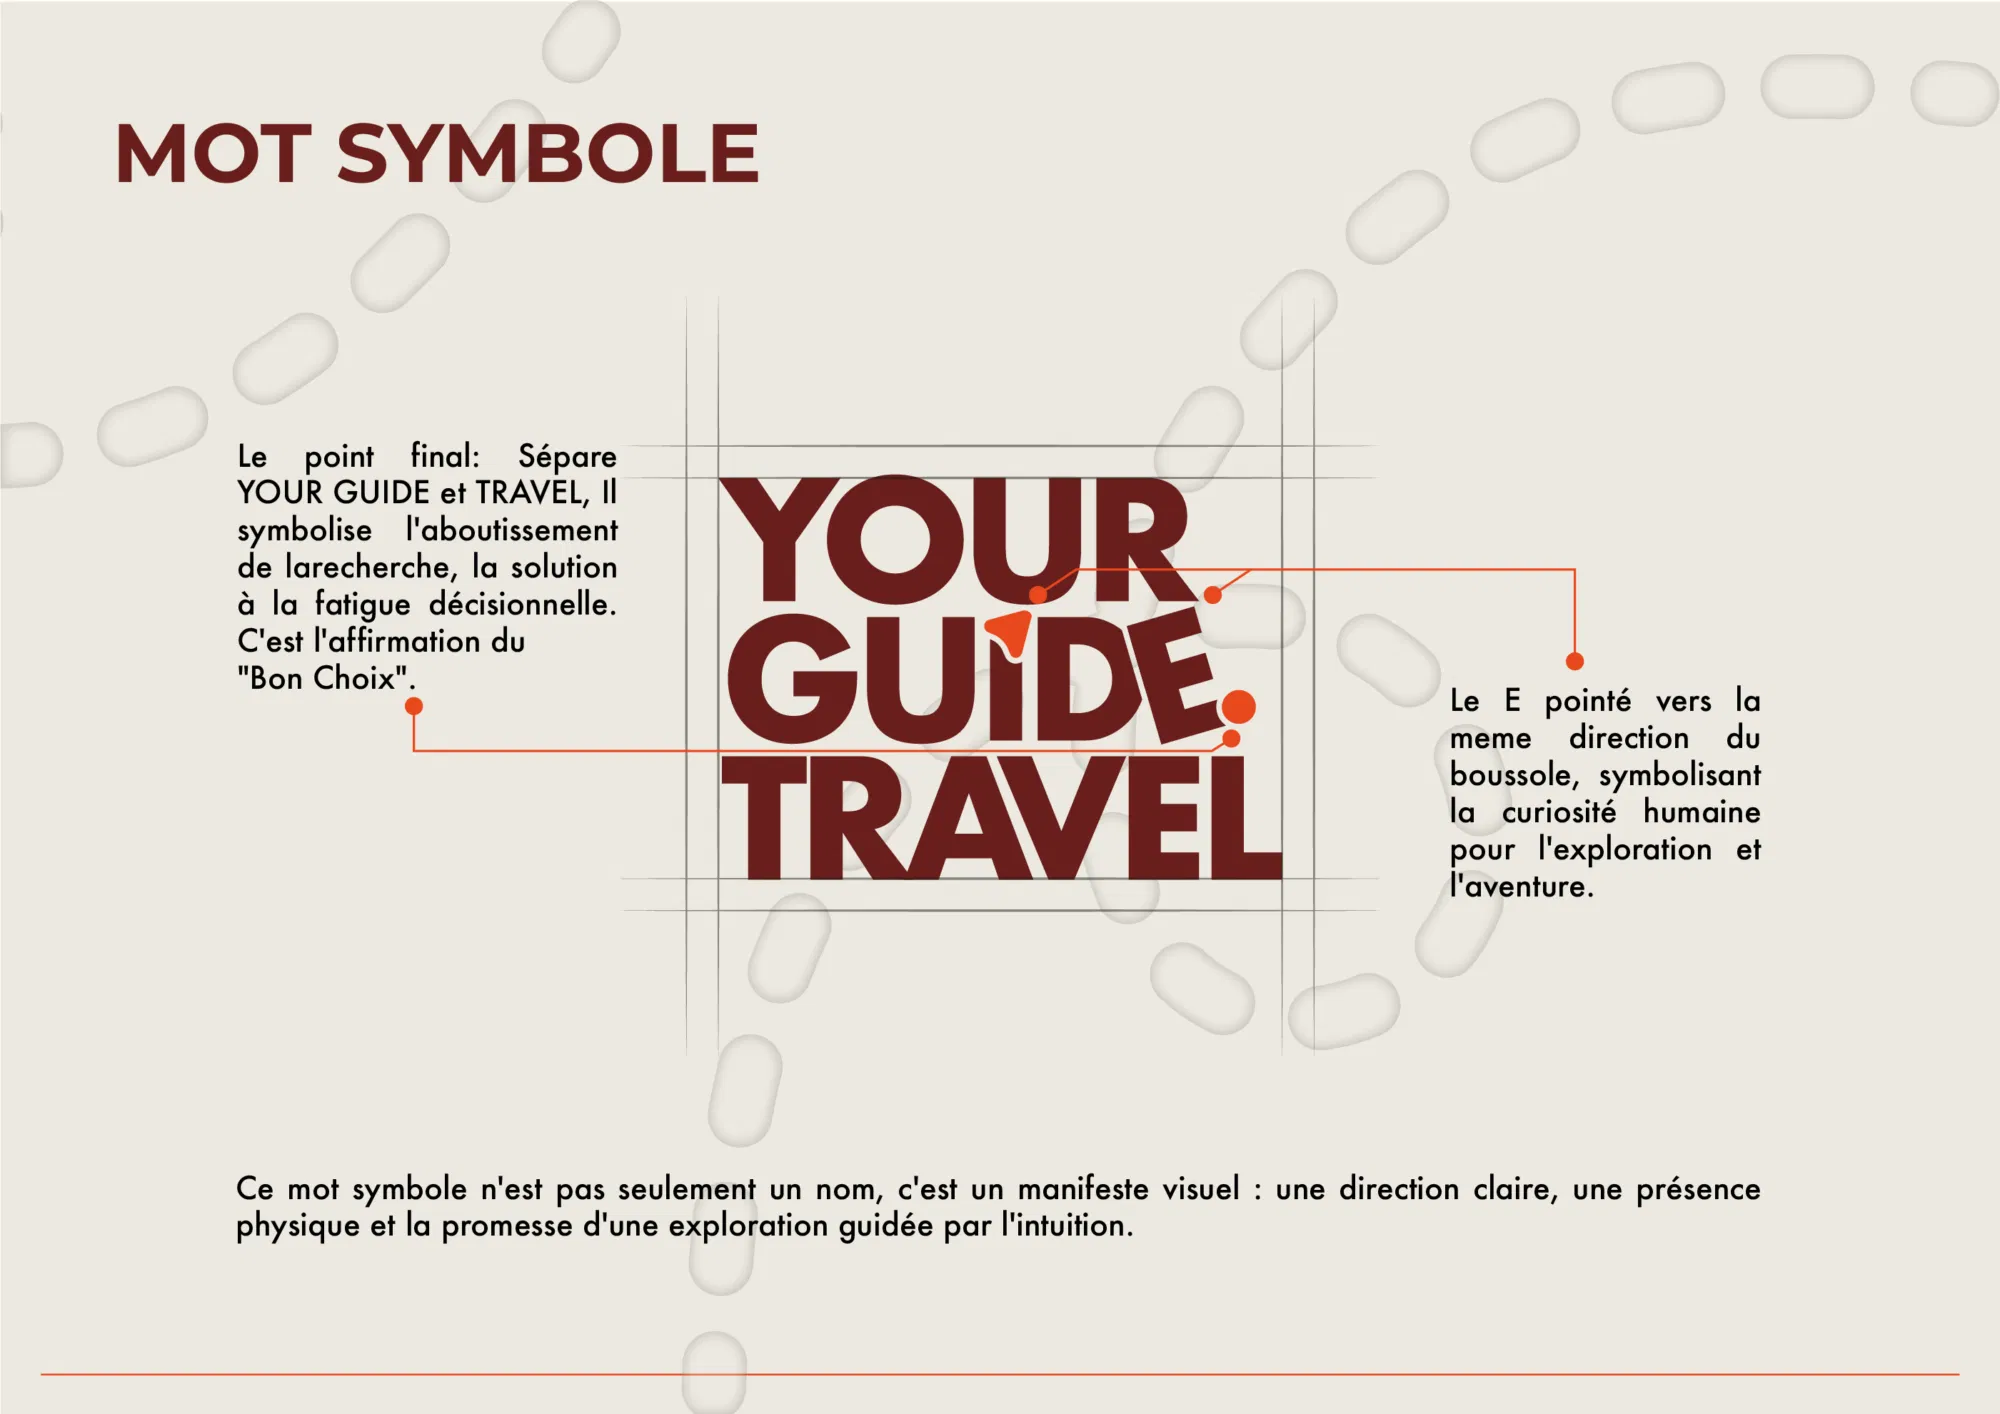 MOT SYMBOLE
Le point final: Sépare
YOUR GUIDE et TRAVEL, Il
symbolise l'aboutissement
de larecherche, la solution
à la fatigue décisionnelle.
C'est l'affirmation du
"Bon Choix".
YOUR
GUIDE.
TRAVEL
Le E pointé vers la
meme direction du
boussole, symbolisant
la curiosité humaine
pour l'exploration et
l'aventure.
Ce mot symbole n'est pas seulement un nom, c'est un manifeste visuel : une direction claire, une présence
physique et la promesse d'une exploration guidée par l'intuition.